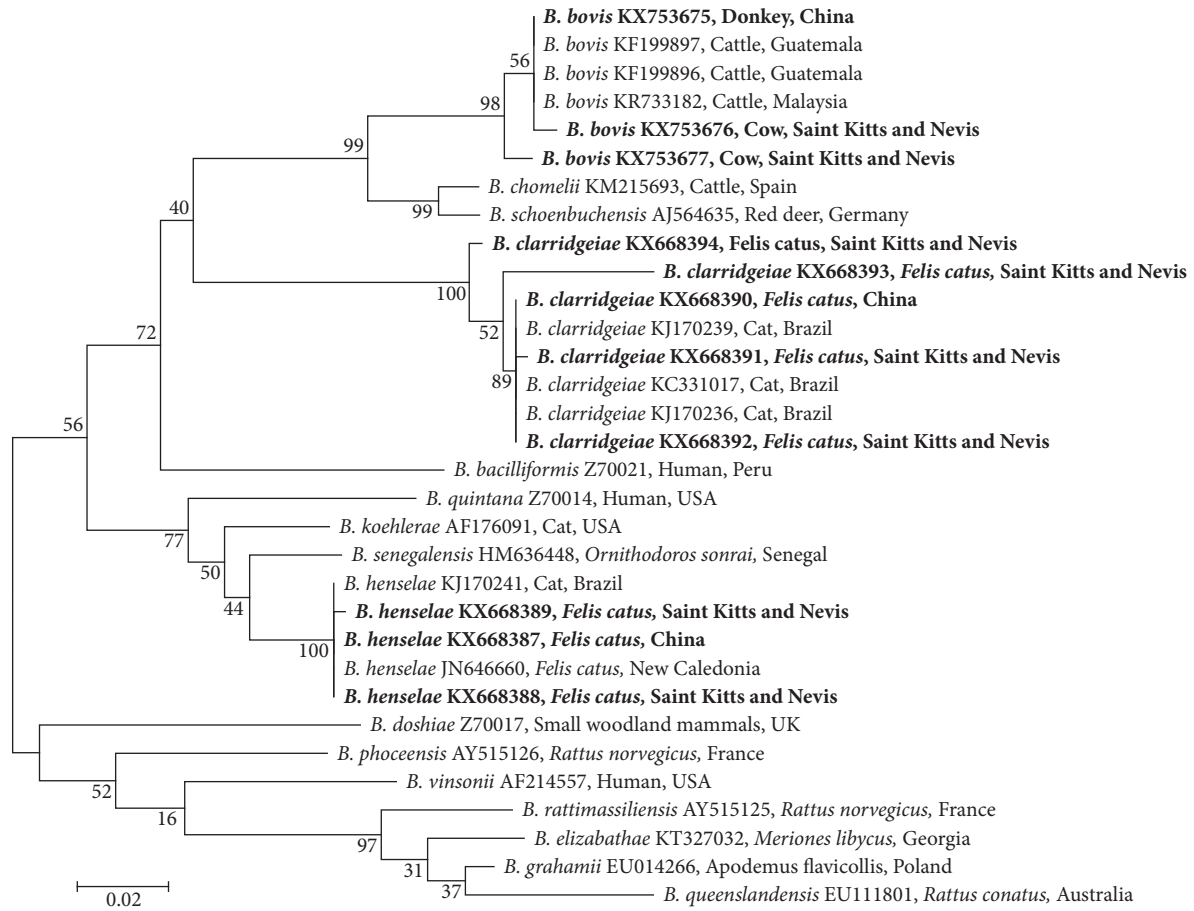 B. bovis KX753675, Donkey, China
B. bovis KF199897, Cattle, Guatemala
56
B. bovis KF199896, Cattle, Guatemala
98
B. bovis KR733182, Cattle, Malaysia
B. bovis KX753676, Cow, Saint Kitts and Nevis
99
B. bovis KX753677, Cow, Saint Kitts and Nevis
B. chomelii KM215693, Cattle, Spain
40
99
B. schoenbuchensis AJ564635, Red deer, Germany
B. clarridgeiae KX668394, Felis catus, Saint Kitts and Nevis
B. clarridgeiae KX668393, Felis catus, Saint Kitts and Nevis
100
B. clarridgeiae KX668390, Felis catus, China
72
52
B. clarridgeiae KJ170239, Cat, Brazil
B. clarridgeiae KX668391, Felis catus, Saint Kitts and Nevis
89
B. clarridgeiae KC331017, Cat, Brazil
B. clarridgeiae KJ170236, Cat, Brazil
56
B. clarridgeiae KX668392, Felis catus, Saint Kitts and Nevis
B. bacilliformis Z70021, Human, Peru
B. quintana Z70014, Human, USA
77
B. koehlerae AF176091, Cat, USA
50
B. senegalensis HM636448, Ornithodoros sonrai, Senegal
B. henselae KJ170241, Cat, Brazil
44
B. henselae KX668389, Felis catus, Saint Kitts and Nevis
100
B. henselae KX668387, Felis catus, China
B. henselae JN646660, Felis catus, New Caledonia
B. henselae KX668388, Felis catus, Saint Kitts and Nevis
B. doshiae Z70017, Small woodland mammals, UK
B. phoceensis AY515126, Rattus norvegicus, France
52
B. vinsonii AF214557, Human, USA
16
B. rattimassiliensis AY515125, Rattus norvegicus, France
97
B. elizabathae KT327032, Meriones libycus, Georgia
31
B. grahamii EU014266, Apodemus flavicollis, Poland
37
B. queenslandensis EU111801, Rattus conatus, Australia
0.02